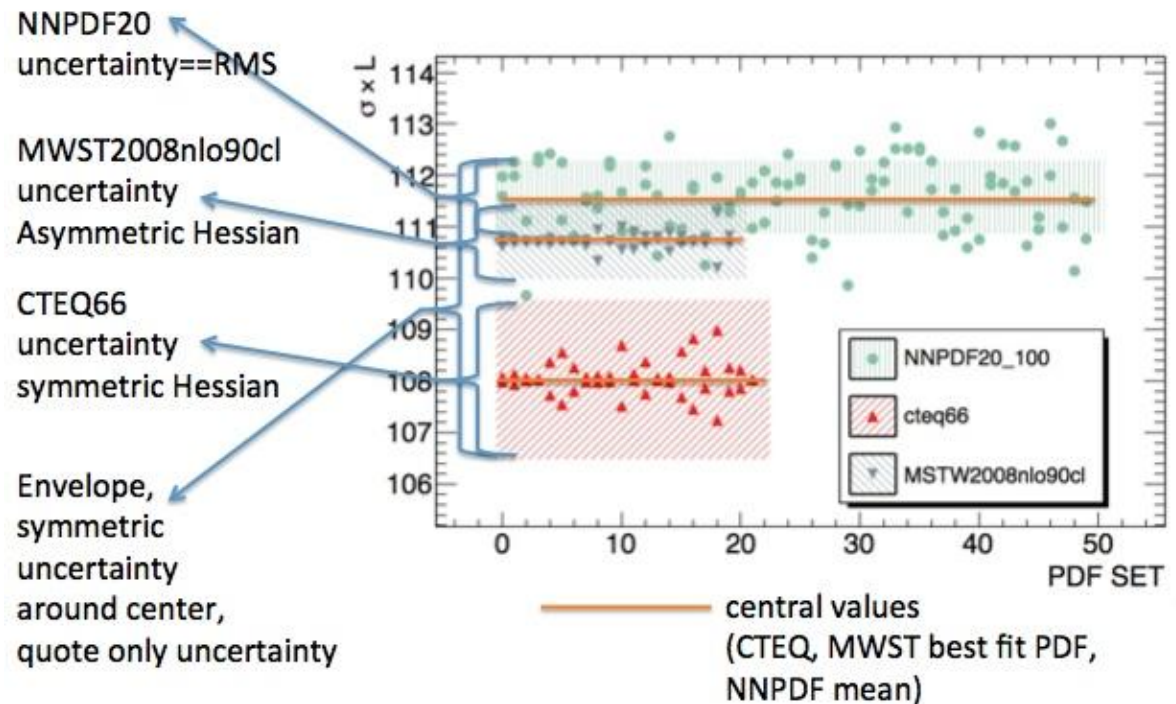 NNPDF20
uncertainty==RMS
MWST2008nlo90cl
uncertainty
Asymmetric Hessian
CTEQ66
uncertainty
symmetric Hessian
Envelope,
symmetric
uncertainty
around center,
quote only uncertainty
σ × L
114
113
112
111
110
109
108
107
106
0
10
20
30
40
50
PDF SET
NNPDF20_100
cteq66
MSTW2008nlo90cl
central values
(CTEQ, MWST best fit PDF,
NNPDF mean)